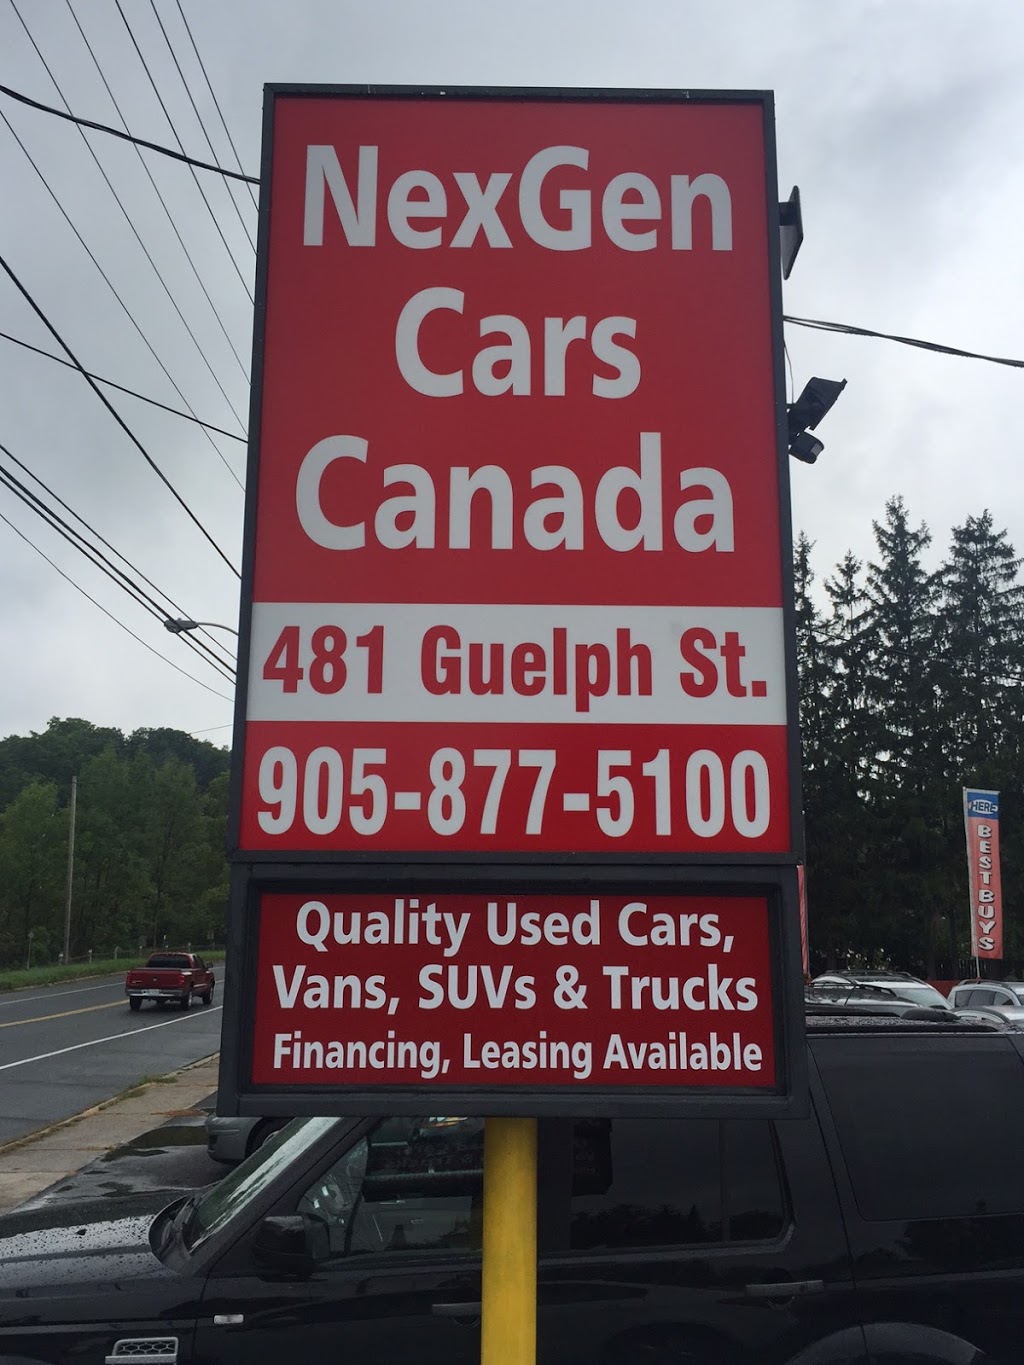 NexGen
Cars
Canada
481 Guelph St.
905-877-5100
Quality Used Cars,
Vans, SUVs & Trucks
Financing, Leasing Available
HERE
BEST BUYS